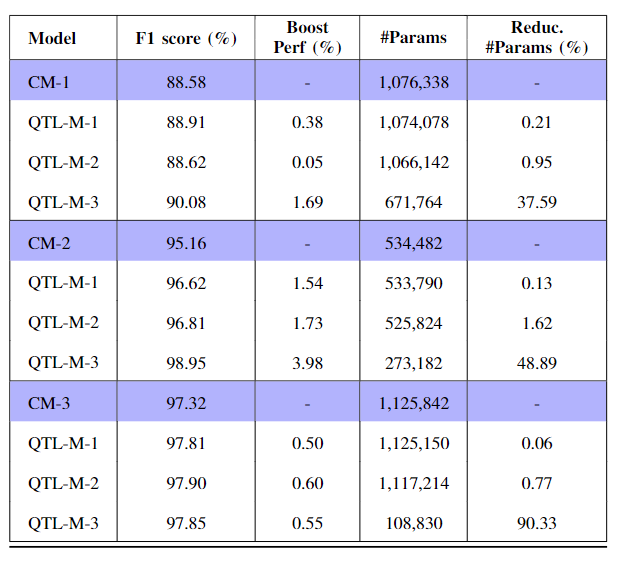 Model F1 score (%) Boost Perf (%) #Params Reduc. #Params (%)
CM-1 88.58 - 1,076,338 -
QTL-M-1 88.91 0.38 1,074,078 0.21
QTL-M-2 88.62 0.05 1,066,142 0.95
QTL-M-3 90.08 1.69 671,764 37.59
CM-2 95.16 - 534,482 -
QTL-M-1 96.62 1.54 533,790 0.13
QTL-M-2 96.81 1.73 525,824 1.62
QTL-M-3 98.95 3.98 273,182 48.89
CM-3 97.32 - 1,125,842 -
QTL-M-1 97.81 0.50 1,125,150 0.06
QTL-M-2 97.90 0.60 1,117,214 0.77
QTL-M-3 97.85 0.55 108,830 90.33